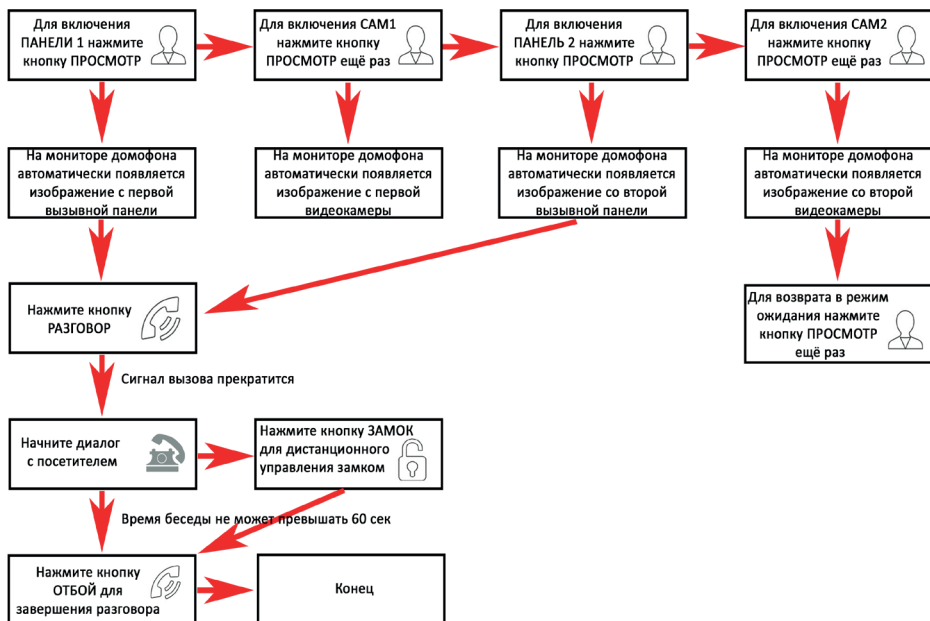 Для включения
ПАНЕЛИ 1 нажмите
кнопку ПРОСМОТР
Для включения САМ1
нажмите кнопку
ПРОСМОТР ещё раз
Для включения
ПАНЕЛЬ 2 нажмите
кнопку ПРОСМОТР
Для включения САМ2
нажмите кнопку
ПРОСМОТР ещё раз
На мониторе домофона
автоматически появляется
изображение с первой
вызывной панели
На мониторе домофона
автоматически появляется
изображение с первой
видеокамеры
На мониторе домофона
автоматически появляется
изображение со второй
вызывной панели
На мониторе домофона
автоматически появляется
изображение со второй
видеокамеры
Нажмите кнопку
РАЗГОВОР
Для возврата в режим
ожидания нажмите
кнопку ПРОСМОТР
ещё раз
Сигнал вызова прекратится
Начните диалог
с посетителем
Нажмите кнопку ЗАМОК
для дистанционного
управления замком
Время беседы не может превышать 60 сек
Нажмите кнопку
ОТБОЙ для
завершения разговора
Конец